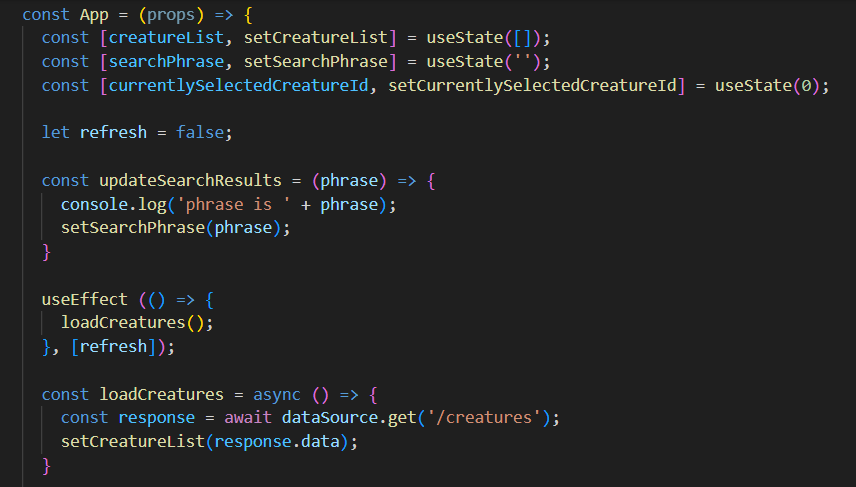 const App = (props) => {
const [creatureList, setCreatureList] = useState([]);
const [searchPhrase, setSearchPhrase] = useState('');
const [currentlySelectedCreatureId, setCurrentlySelectedCreatureId] = useState(0);
let refresh = false;
const updateSearchResults = (phrase) => {
console.log('phrase is ' + phrase);
setSearchPhrase(phrase);
}
useEffect (() => {
loadCreatures();
}, [refresh]);
const loadCreatures = async () => {
const response = await dataSource.get('/creatures');
setCreatureList(response.data);
}